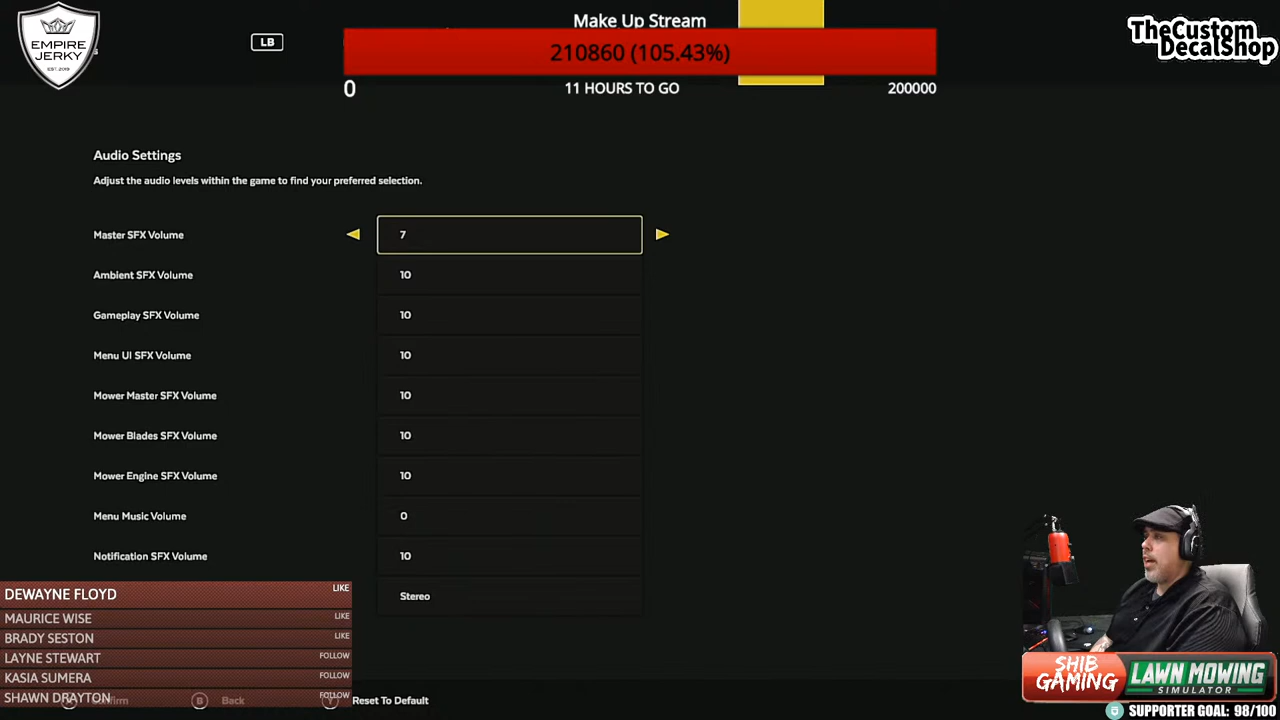 Make Up Stream
EMPIRE
JERKY
EST. 2019
LB
210860 (105.43%)
TheCustom
DecalShop
0
11 HOURS TO GO
200000
Audio Settings
Adjust the audio levels within the game to find your preferred selection.
Master SFX Volume 7
Ambient SFX Volume 10
Gameplay SFX Volume 10
Menu UI SFX Volume 10
Mower Master SFX Volume 10
Mower Blades SFX Volume 10
Mower Engine SFX Volume 10
Menu Music Volume 0
Notification SFX Volume 10
Stereo
DEWAYNE FLOYD LIKE
MAURICE WISE LIKE
BRADY SESTON LIKE
LAYNE STEWART FOLLOW
KASIA SUMERA FOLLOW
SHAWN DRAYTON FOLLOW
B Back
Y Reset To Default
SHIB
GAMING
LAWN MOWING
SIMULATOR
SUPPORTER GOAL: 98/100